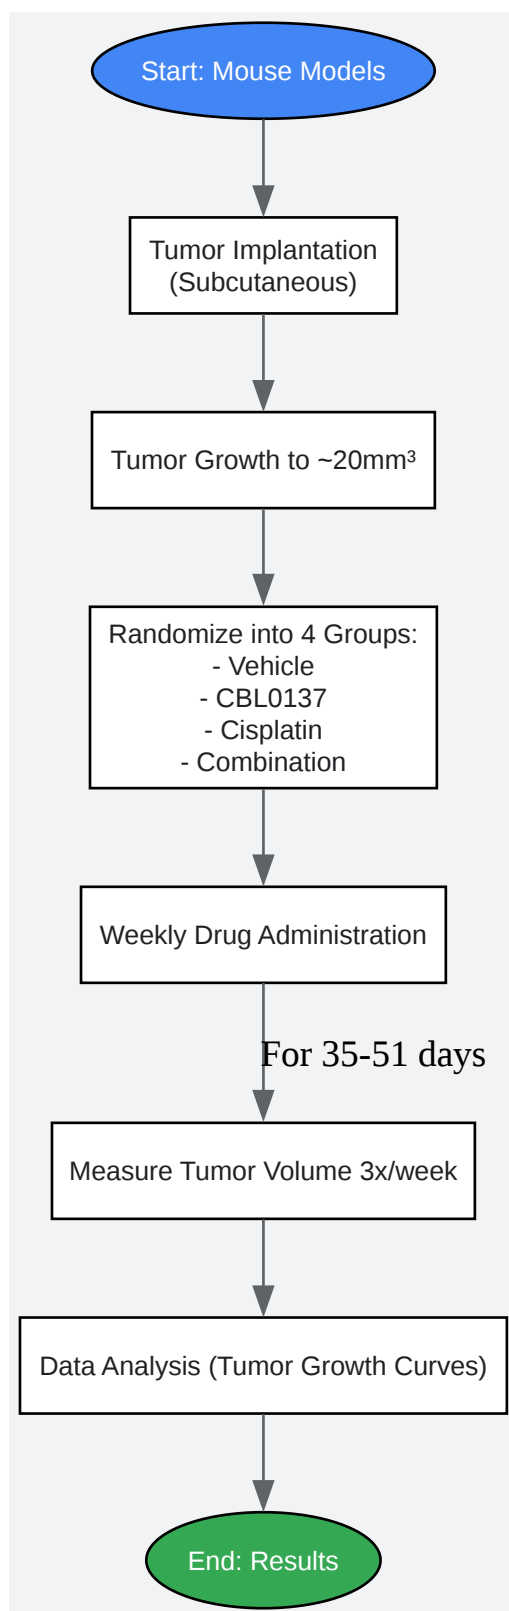 Start: Mouse Models
Tumor Implantation
(Subcutaneous)
Tumor Growth to ~20mm³
Randomize into 4 Groups:
- Vehicle
- CBL0137
- Cisplatin
- Combination
Weekly Drug Administration
For 35-51 days
Measure Tumor Volume 3x/week
Data Analysis (Tumor Growth Curves)
End: Results